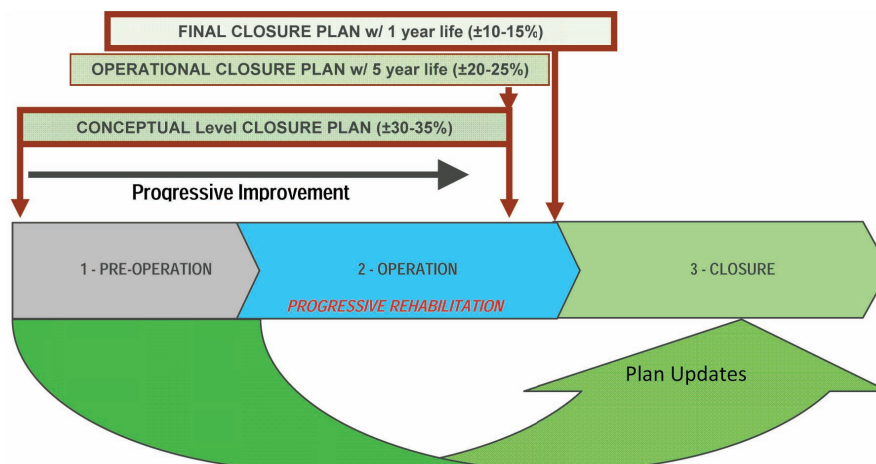 FINAL CLOSURE PLAN w/ 1 year life (±10-15%)
OPERATIONAL CLOSURE PLAN w/ 5 year life (±20-25%)
CONCEPTUAL Level CLOSURE PLAN (±30-35%)
Progressive Improvement
1 - PRE-OPERATION
2 - OPERATION
3 - CLOSURE
PROGRESSIVE REHABILITATION
Plan Updates